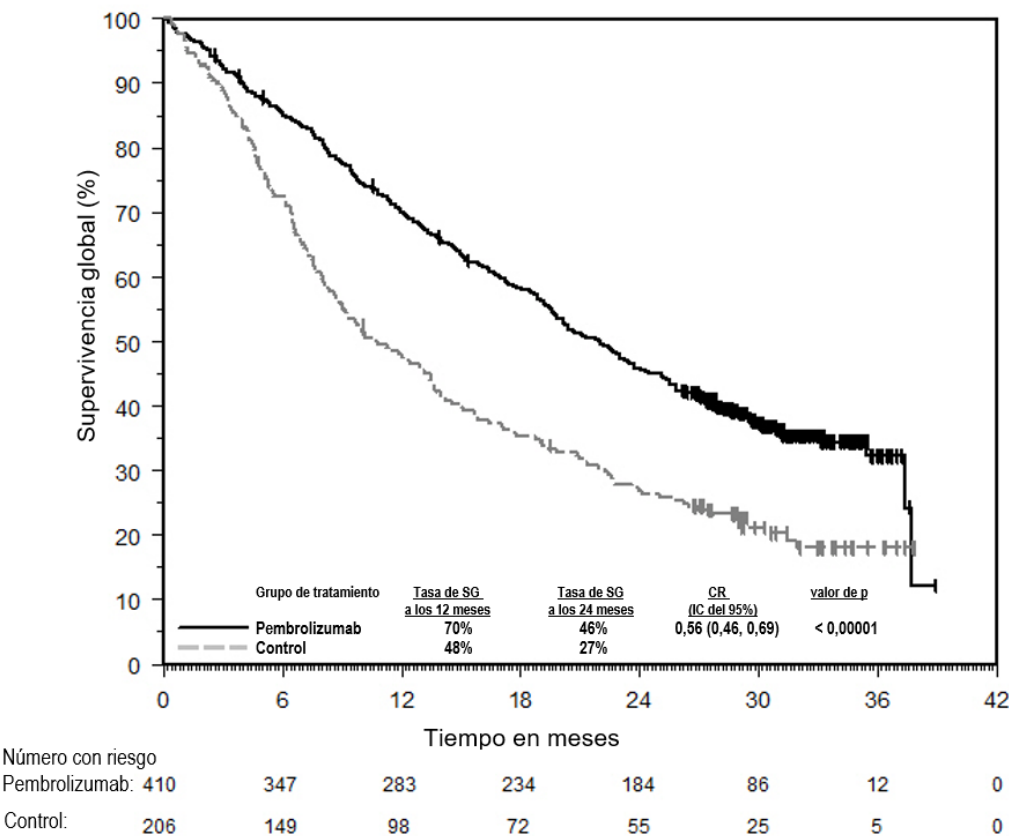 100
90
80
70
60
50
40
30
20
10
0
Supervivencia global (%)
Grupo de tratamiento Tasa de SG Tasa de SG CR valor de p
a los 12 meses a los 24 meses (IC del 95%)
Pembrolizumab 70% 46% 0,56 (0,46, 0,69) < 0,00001
Control 48% 27%
0 6 12 18 24 30 36 42
Tiempo en meses
Número con riesgo
Pembrolizumab: 410 347 283 234 184 86 12 0
Control: 206 149 98 72 55 25 5 0